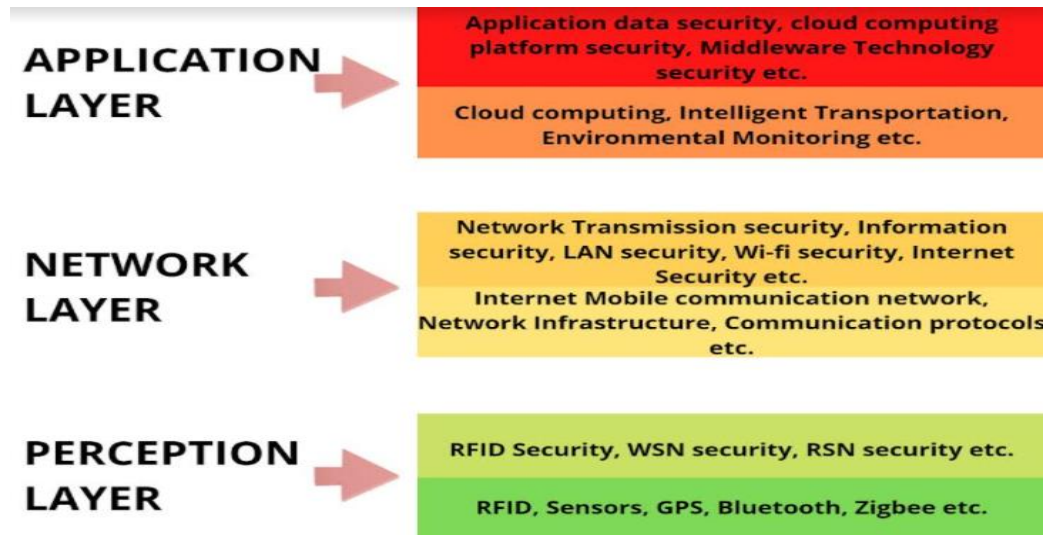 APPLICATION
LAYER
Application data security, cloud computing
platform security, Middleware Technology
security etc.
Cloud computing, Intelligent Transportation,
Environmental Monitoring etc.
NETWORK
LAYER
Network Transmission security, Information
security, LAN security, Wi-fi security, Internet
Security etc.
Internet Mobile communication network,
Network Infrastructure, Communication protocols
etc.
PERCEPTION
LAYER
RFID Security, WSN security, RSN security etc.
RFID, Sensors, GPS, Bluetooth, Zigbee etc.